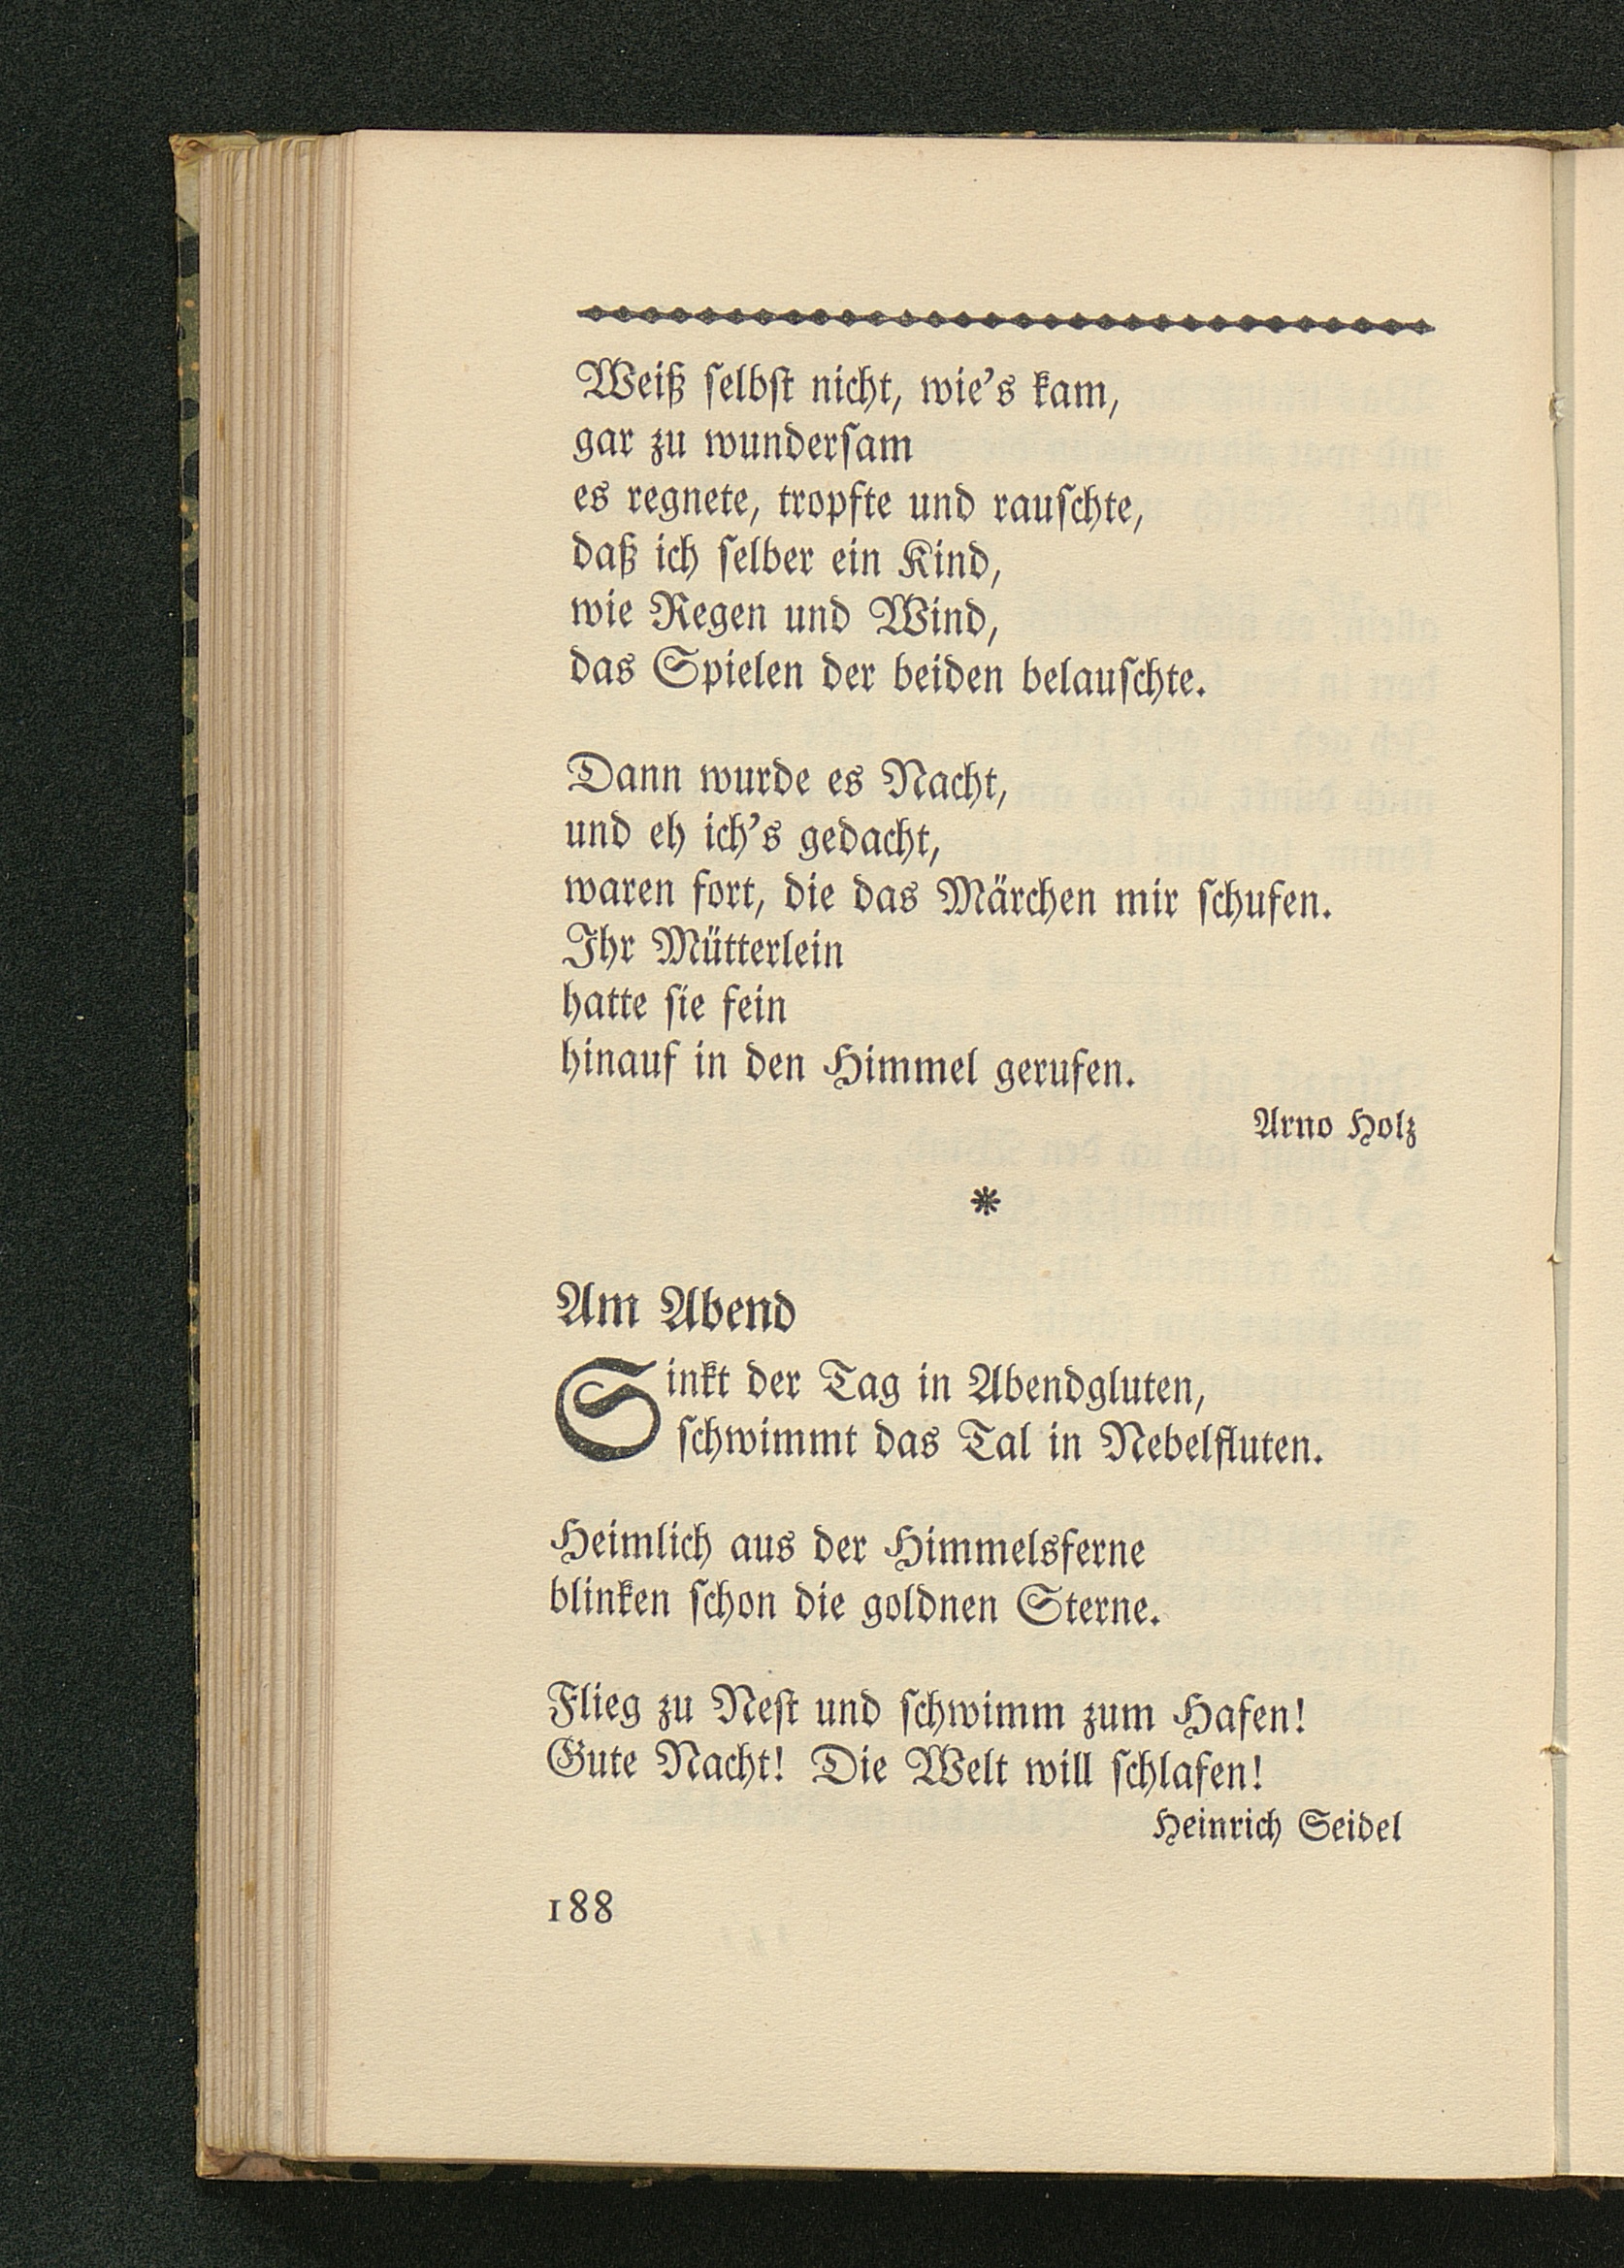 Weiß ſelbſt nicht, wie’s kam,
gar zu wunderſam
es regnete, tropfte und rauſchte,
daß ich ſelber ein Kind,
wie Regen und Wind,
das Spielen der beiden belauſchte.
Dann wurde es Nacht,
und eh ich’s gedacht,
waren fort, die das Märchen mir ſchufen.
Ihr Mütterlein
hatte ſie fein
hinauf in den Himmel gerufen.
Arno Holz
*
Am Abend
Sinkt der Tag in Abendgluten,
ſchwimmt das Tal in Nebelfluten.
Heimlich aus der Himmelsferne
blinken ſchon die goldnen Sterne.
Flieg zu Neſt und ſchwimm zum Hafen!
Gute Nacht! Die Welt will ſchlafen!
Heinrich Seidel
188